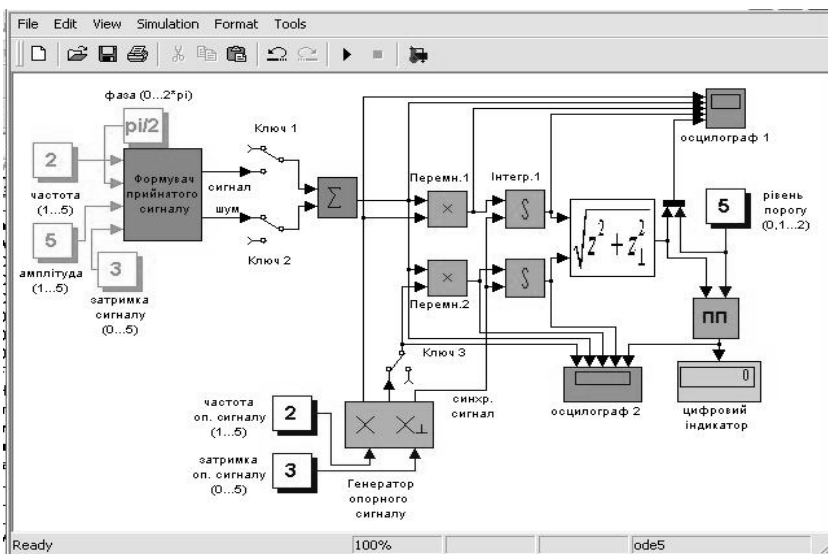 File Edit View Simulation Format Tools
фаза (0...2*pi)
pi/2
2
частота
(1...5)
5
амплітуда
(1...5)
3
затримка
сигналу
(0...5)
Формувач
прийнятого
сигналу
сигнал
шум
Ключ 1
Ключ 2
Σ
Перемн.1
×
Інтегр.1
∫
×
Перемн.2
∫
√z²+z²⊥
осцилограф 1
5
рівень
порогу
(0,1...2)
ПП
Ключ 3
синхр.
сигнал
осцилограф 2
0
цифровий
індикатор
частота
оп. сигналу
(1...5)
2
затримка
оп. сигналу
(0...5)
3
X X⊥
Генератор
опорного
сигналу
Ready 100% ode5